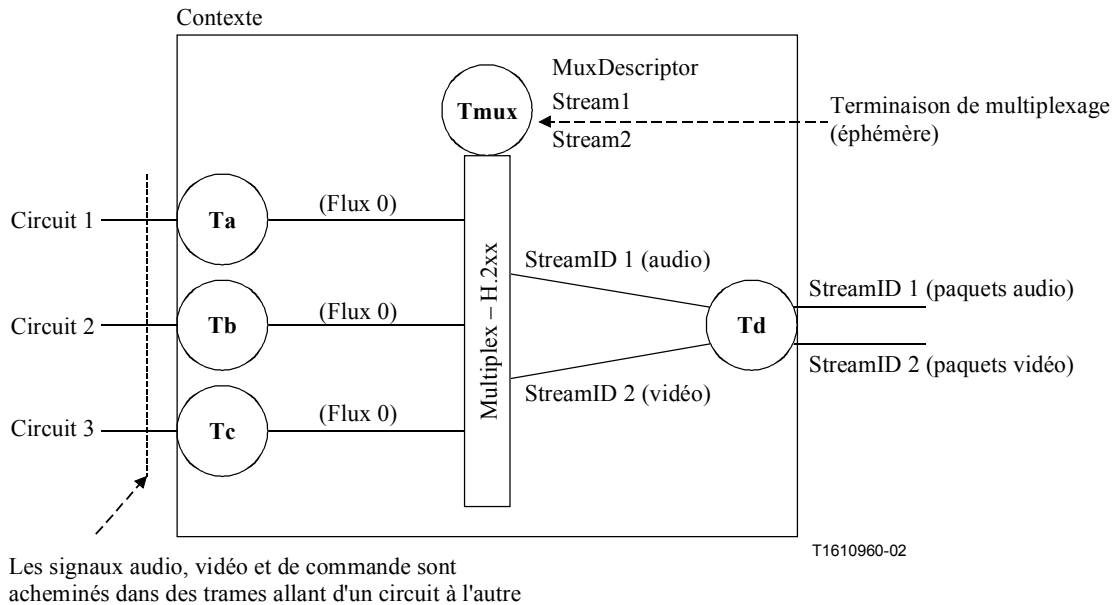 Contexte
MuxDescriptor
Tmux
Stream1
Stream2
Terminaison de multiplexage
(éphémère)
Circuit 1
Ta
(Flux 0)
StreamID 1 (audio)
StreamID 1 (paquets audio)
Circuit 2
Tb
(Flux 0)
Multiplex – H.2xx
Td
StreamID 2 (paquets vidéo)
StreamID 2 (vidéo)
Circuit 3
Tc
(Flux 0)
T1610960-02
Les signaux audio, vidéo et de commande sont
acheminés dans des trames allant d'un circuit à l'autre